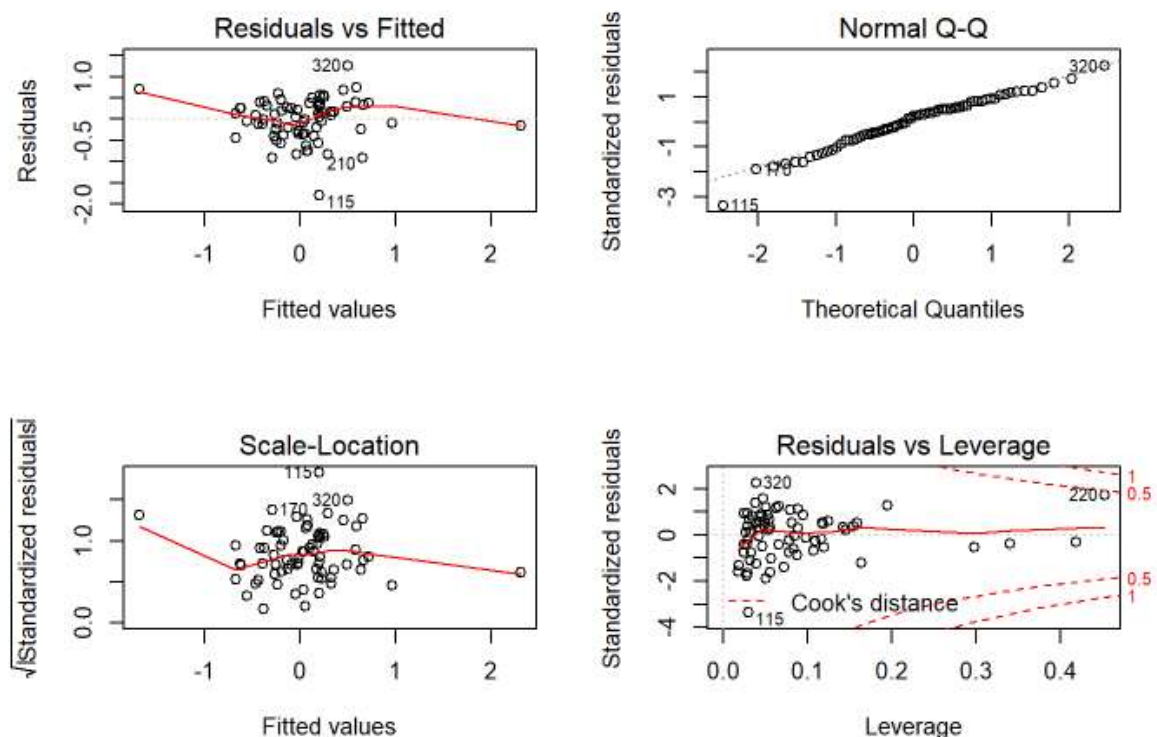 Residuals vs Fitted
Residuals
1.0
-0.5
-2.0
320
210
115
-1 0 1 2
Fitted values
Normal Q-Q
Standardized residuals
1
-1
-3
320
170
115
-2 -1 0 1 2
Theoretical Quantiles
Scale-Location
√|Standardized residuals|
1.0
0.0
115
320
170
-1 0 1 2
Fitted values
Residuals vs Leverage
Standardized residuals
2
0
-2
-4
320
220
115
1
0.5
0.5
1
Cook's distance
0.0 0.1 0.2 0.3 0.4
Leverage